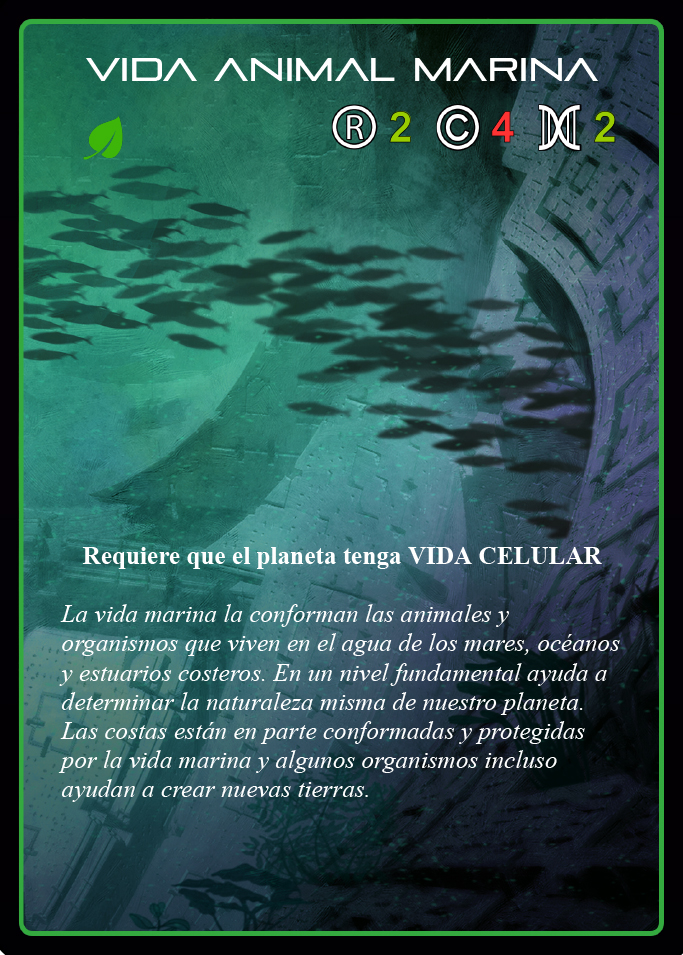 VIDA ANIMAL MARINA
® 2 © 4 2
Requiere que el planeta tenga VIDA CELULAR
La vida marina la conforman las animales y
organismos que viven en el agua de los mares, océanos
y estuarios costeros. En un nivel fundamental ayuda a
determinar la naturaleza misma de nuestro planeta.
Las costas están en parte conformadas y protegidas
por la vida marina y algunos organismos incluso
ayudan a crear nuevas tierras.